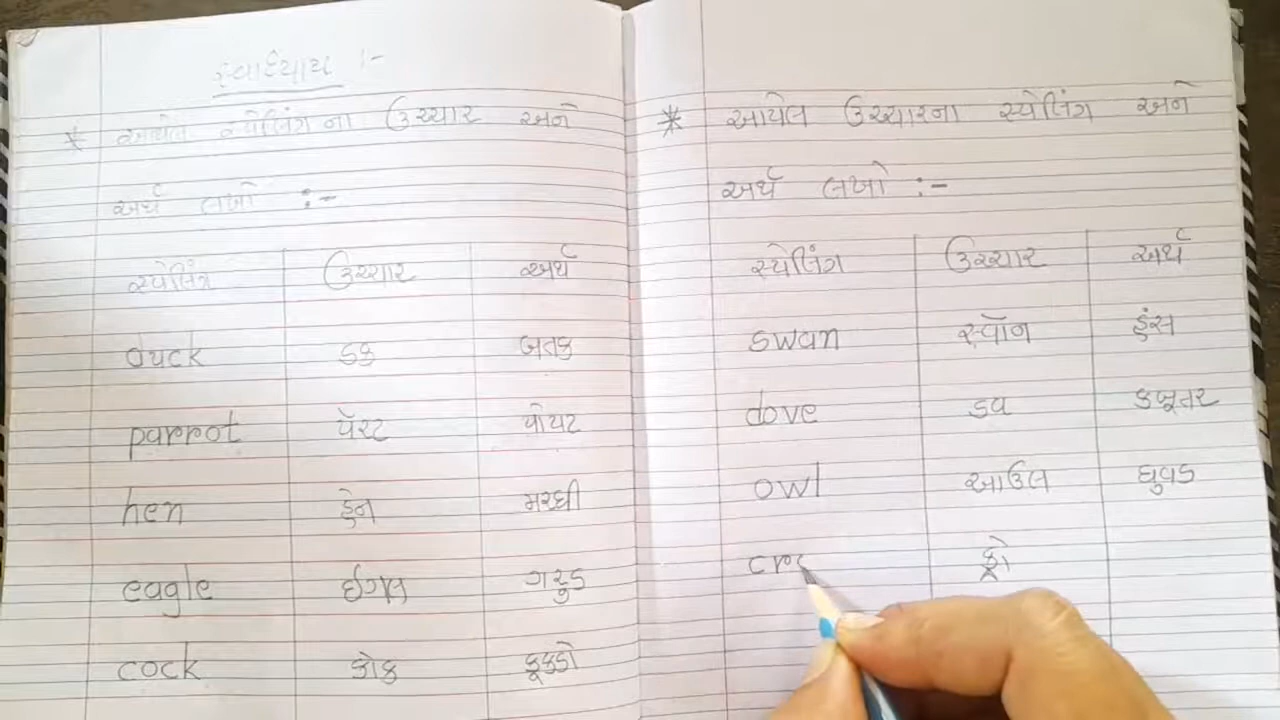 સ્વાધ્યાય :-
* આપેલ સ્પેલિંગના ઉચ્ચાર અને
અર્થ લખો :-
સ્પેલિંગ ઉચ્ચાર અર્થ
duck ડક બતક
parrot પૅરટ પોપટ
hen હેન મરઘી
eagle ઈગલ ગરુડ
cock કોક કૂકડો
* આપેલ ઉચ્ચારના સ્પેલિંગ અને
અર્થ લખો :-
સ્પેલિંગ ઉચ્ચાર અર્થ
swan સ્વૉન હંસ
dove ડવ કબૂતર
owl આઉલ ઘુવડ
cro ક્રો